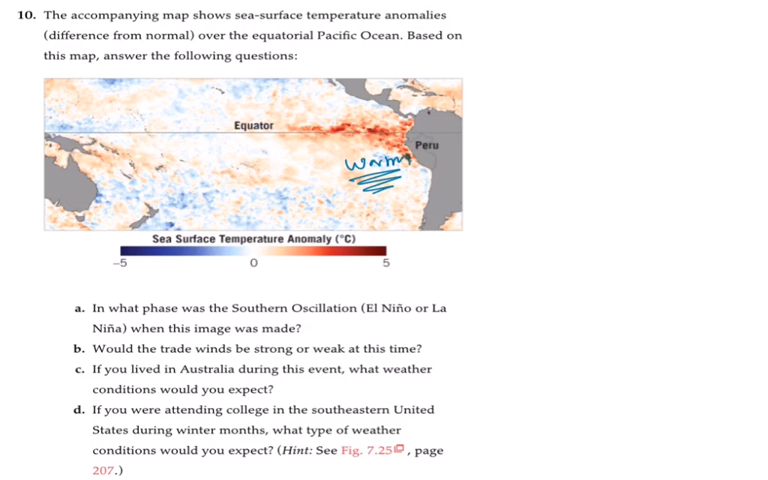 10. The accompanying map shows sea-surface temperature anomalies
(difference from normal) over the equatorial Pacific Ocean. Based on
this map, answer the following questions:
Equator
Peru
warm
Sea Surface Temperature Anomaly (°C)
-5 0 5
a. In what phase was the Southern Oscillation (El Niño or La
Niña) when this image was made?
b. Would the trade winds be strong or weak at this time?
c. If you lived in Australia during this event, what weather
conditions would you expect?
d. If you were attending college in the southeastern United
States during winter months, what type of weather
conditions would you expect? (Hint: See Fig. 7.25, page
207.)